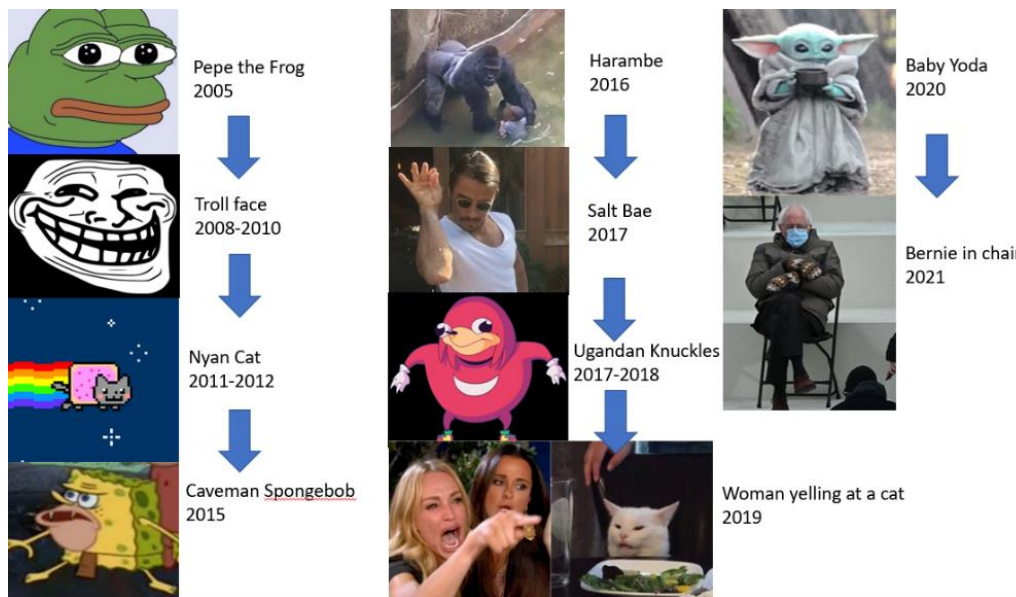 Pepe the Frog
2005
Troll face
2008-2010
Nyan Cat
2011-2012
Caveman Spongebob
2015
Harambe
2016
Salt Bae
2017
Ugandan Knuckles
2017-2018
Woman yelling at a cat
2019
Baby Yoda
2020
Bernie in chair
2021